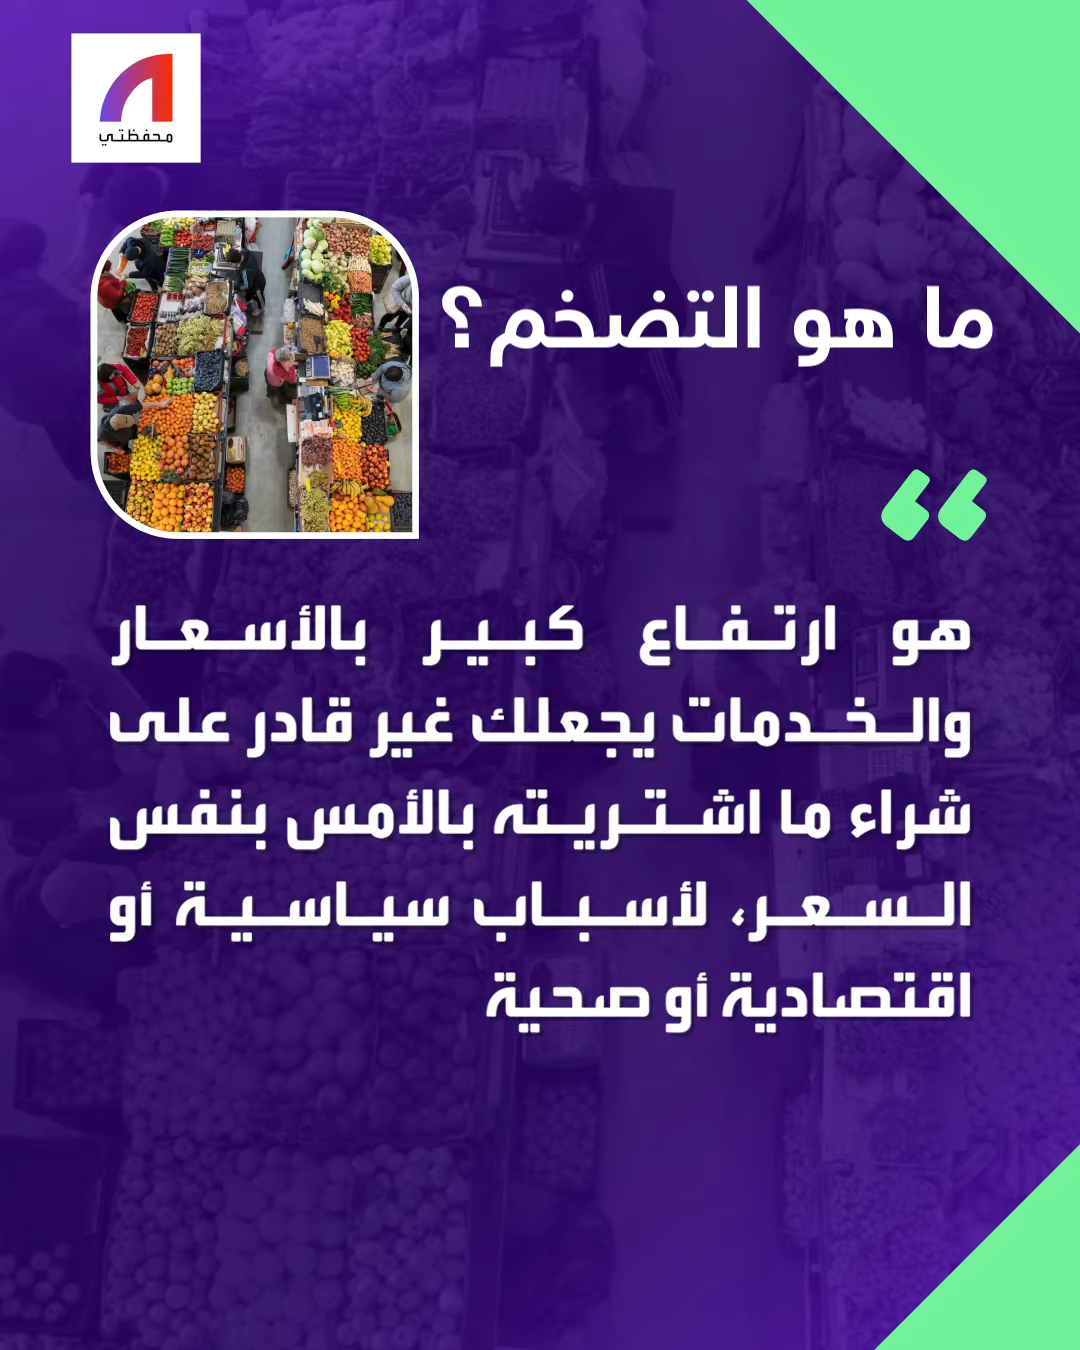 محفظتي
ما هو التضخم؟
هو ارتفاع كبير بالأسعار
والخدمات يجعلك غير قادر على
شراء ما اشتريته بالأمس بنفس
السعر، لأسباب سياسية أو
اقتصادية أو صحية